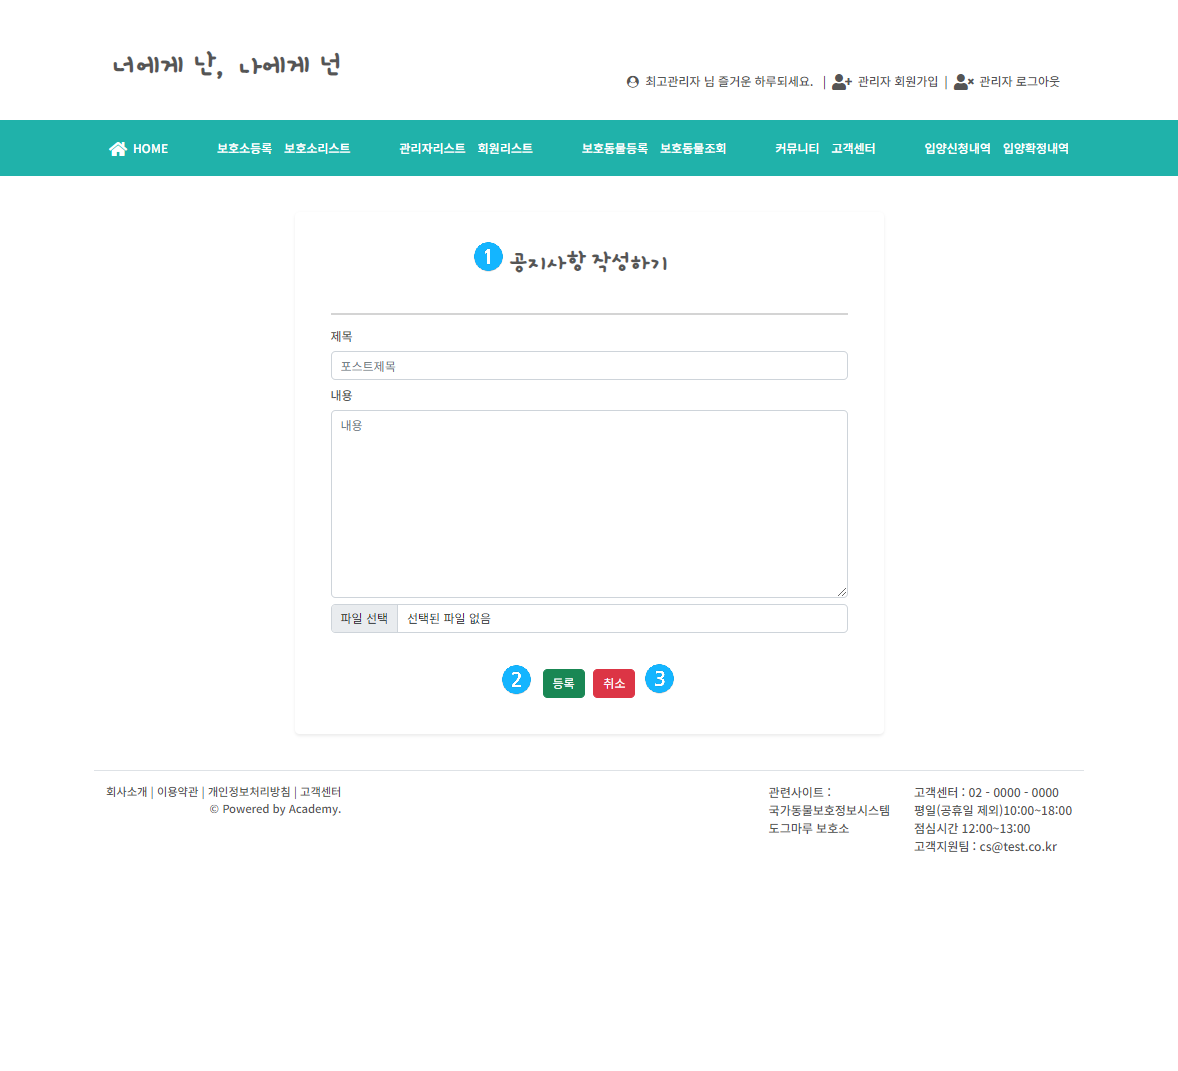 너에게 난, 나에게 넌
최고관리자 님 즐거운 하루되세요. | 관리자 회원가입 | 관리자 로그아웃
HOME 보호소등록 보호소리스트 관리자리스트 회원리스트 보호동물등록 보호동물조회 커뮤니티 고객센터 입양신청내역 입양확정내역
1 공지사항 작성하기
제목
포스트제목
내용
내용
파일 선택 선택된 파일 없음
2 등록 취소 3
회사소개 | 이용약관 | 개인정보처리방침 | 고객센터
© Powered by Academy.
관련사이트 :
국가동물보호정보시스템
도그마루 보호소
고객센터 : 02 - 0000 - 0000
평일(공휴일 제외)10:00~18:00
점심시간 12:00~13:00
고객지원팀 : cs@test.co.kr